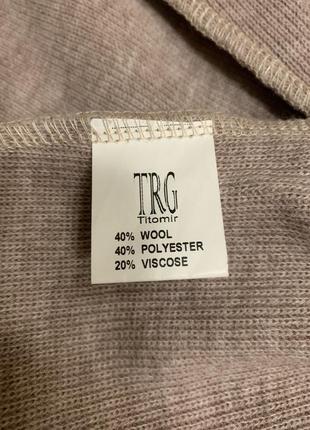 TRG
Titomir
40% WOOL
40% POLYESTER
20% VISCOSE